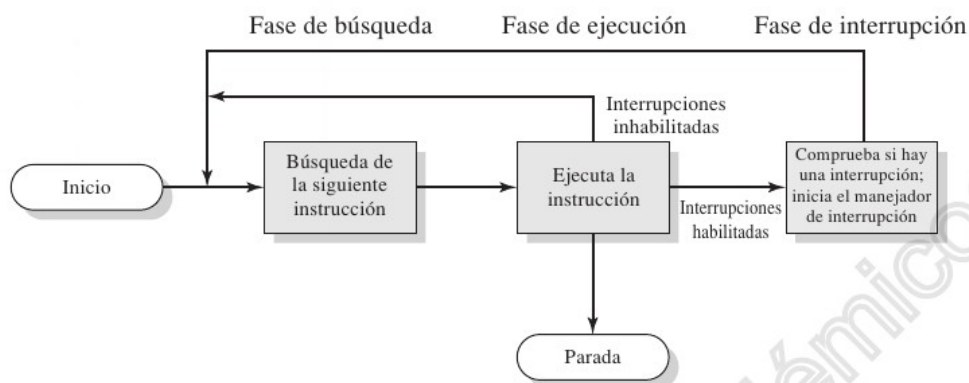 Fase de búsqueda
Fase de ejecución
Fase de interrupción
Interrupciones
inhabilitadas
Inicio
Búsqueda de
la siguiente
instrucción
Ejecuta la
instrucción
Interrupciones
habilitadas
Comprueba si hay
una interrupción;
inicia el manejador
de interrupción
Parada